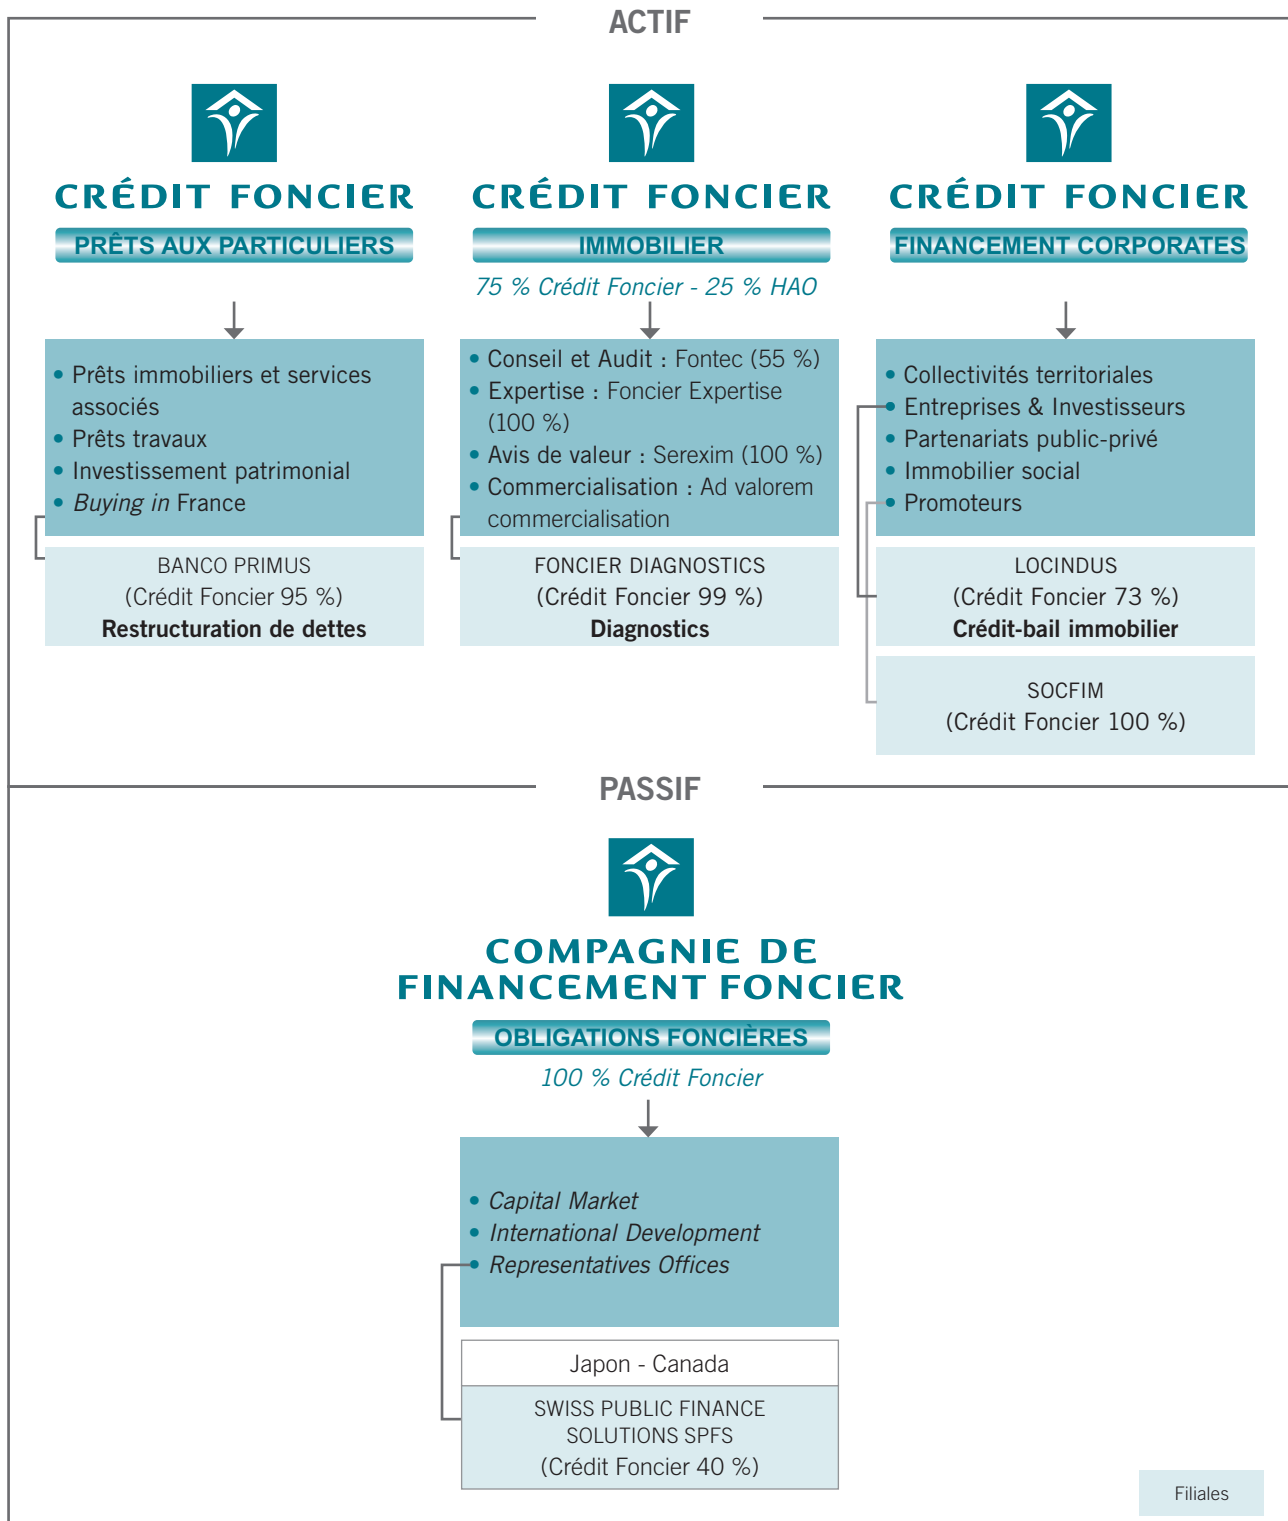 ACTIF
CRÉDIT FONCIER
PRÊTS AUX PARTICULIERS
• Prêts immobiliers et services
associés
• Prêts travaux
• Investissement patrimonial
• Buying in France
BANCO PRIMUS
(Crédit Foncier 95 %)
Restructuration de dettes
CRÉDIT FONCIER
IMMOBILIER
75 % Crédit Foncier - 25 % HAO
• Conseil et Audit : Fontec (55 %)
• Expertise : Foncier Expertise
(100 %)
• Avis de valeur : Serexim (100 %)
• Commercialisation : Ad valorem
commercialisation
FONCIER DIAGNOSTICS
(Crédit Foncier 99 %)
Diagnostics
CRÉDIT FONCIER
FINANCEMENT CORPORATES
• Collectivités territoriales
• Entreprises & Investisseurs
• Partenariats public-privé
• Immobilier social
• Promoteurs
LOCINDUS
(Crédit Foncier 73 %)
Crédit-bail immobilier
SOCFIM
(Crédit Foncier 100 %)
PASSIF
COMPAGNIE DE
FINANCEMENT FONCIER
OBLIGATIONS FONCIÈRES
100 % Crédit Foncier
• Capital Market
• International Development
• Representatives Offices
Japon - Canada
SWISS PUBLIC FINANCE
SOLUTIONS SPFS
(Crédit Foncier 40 %)
Filiales